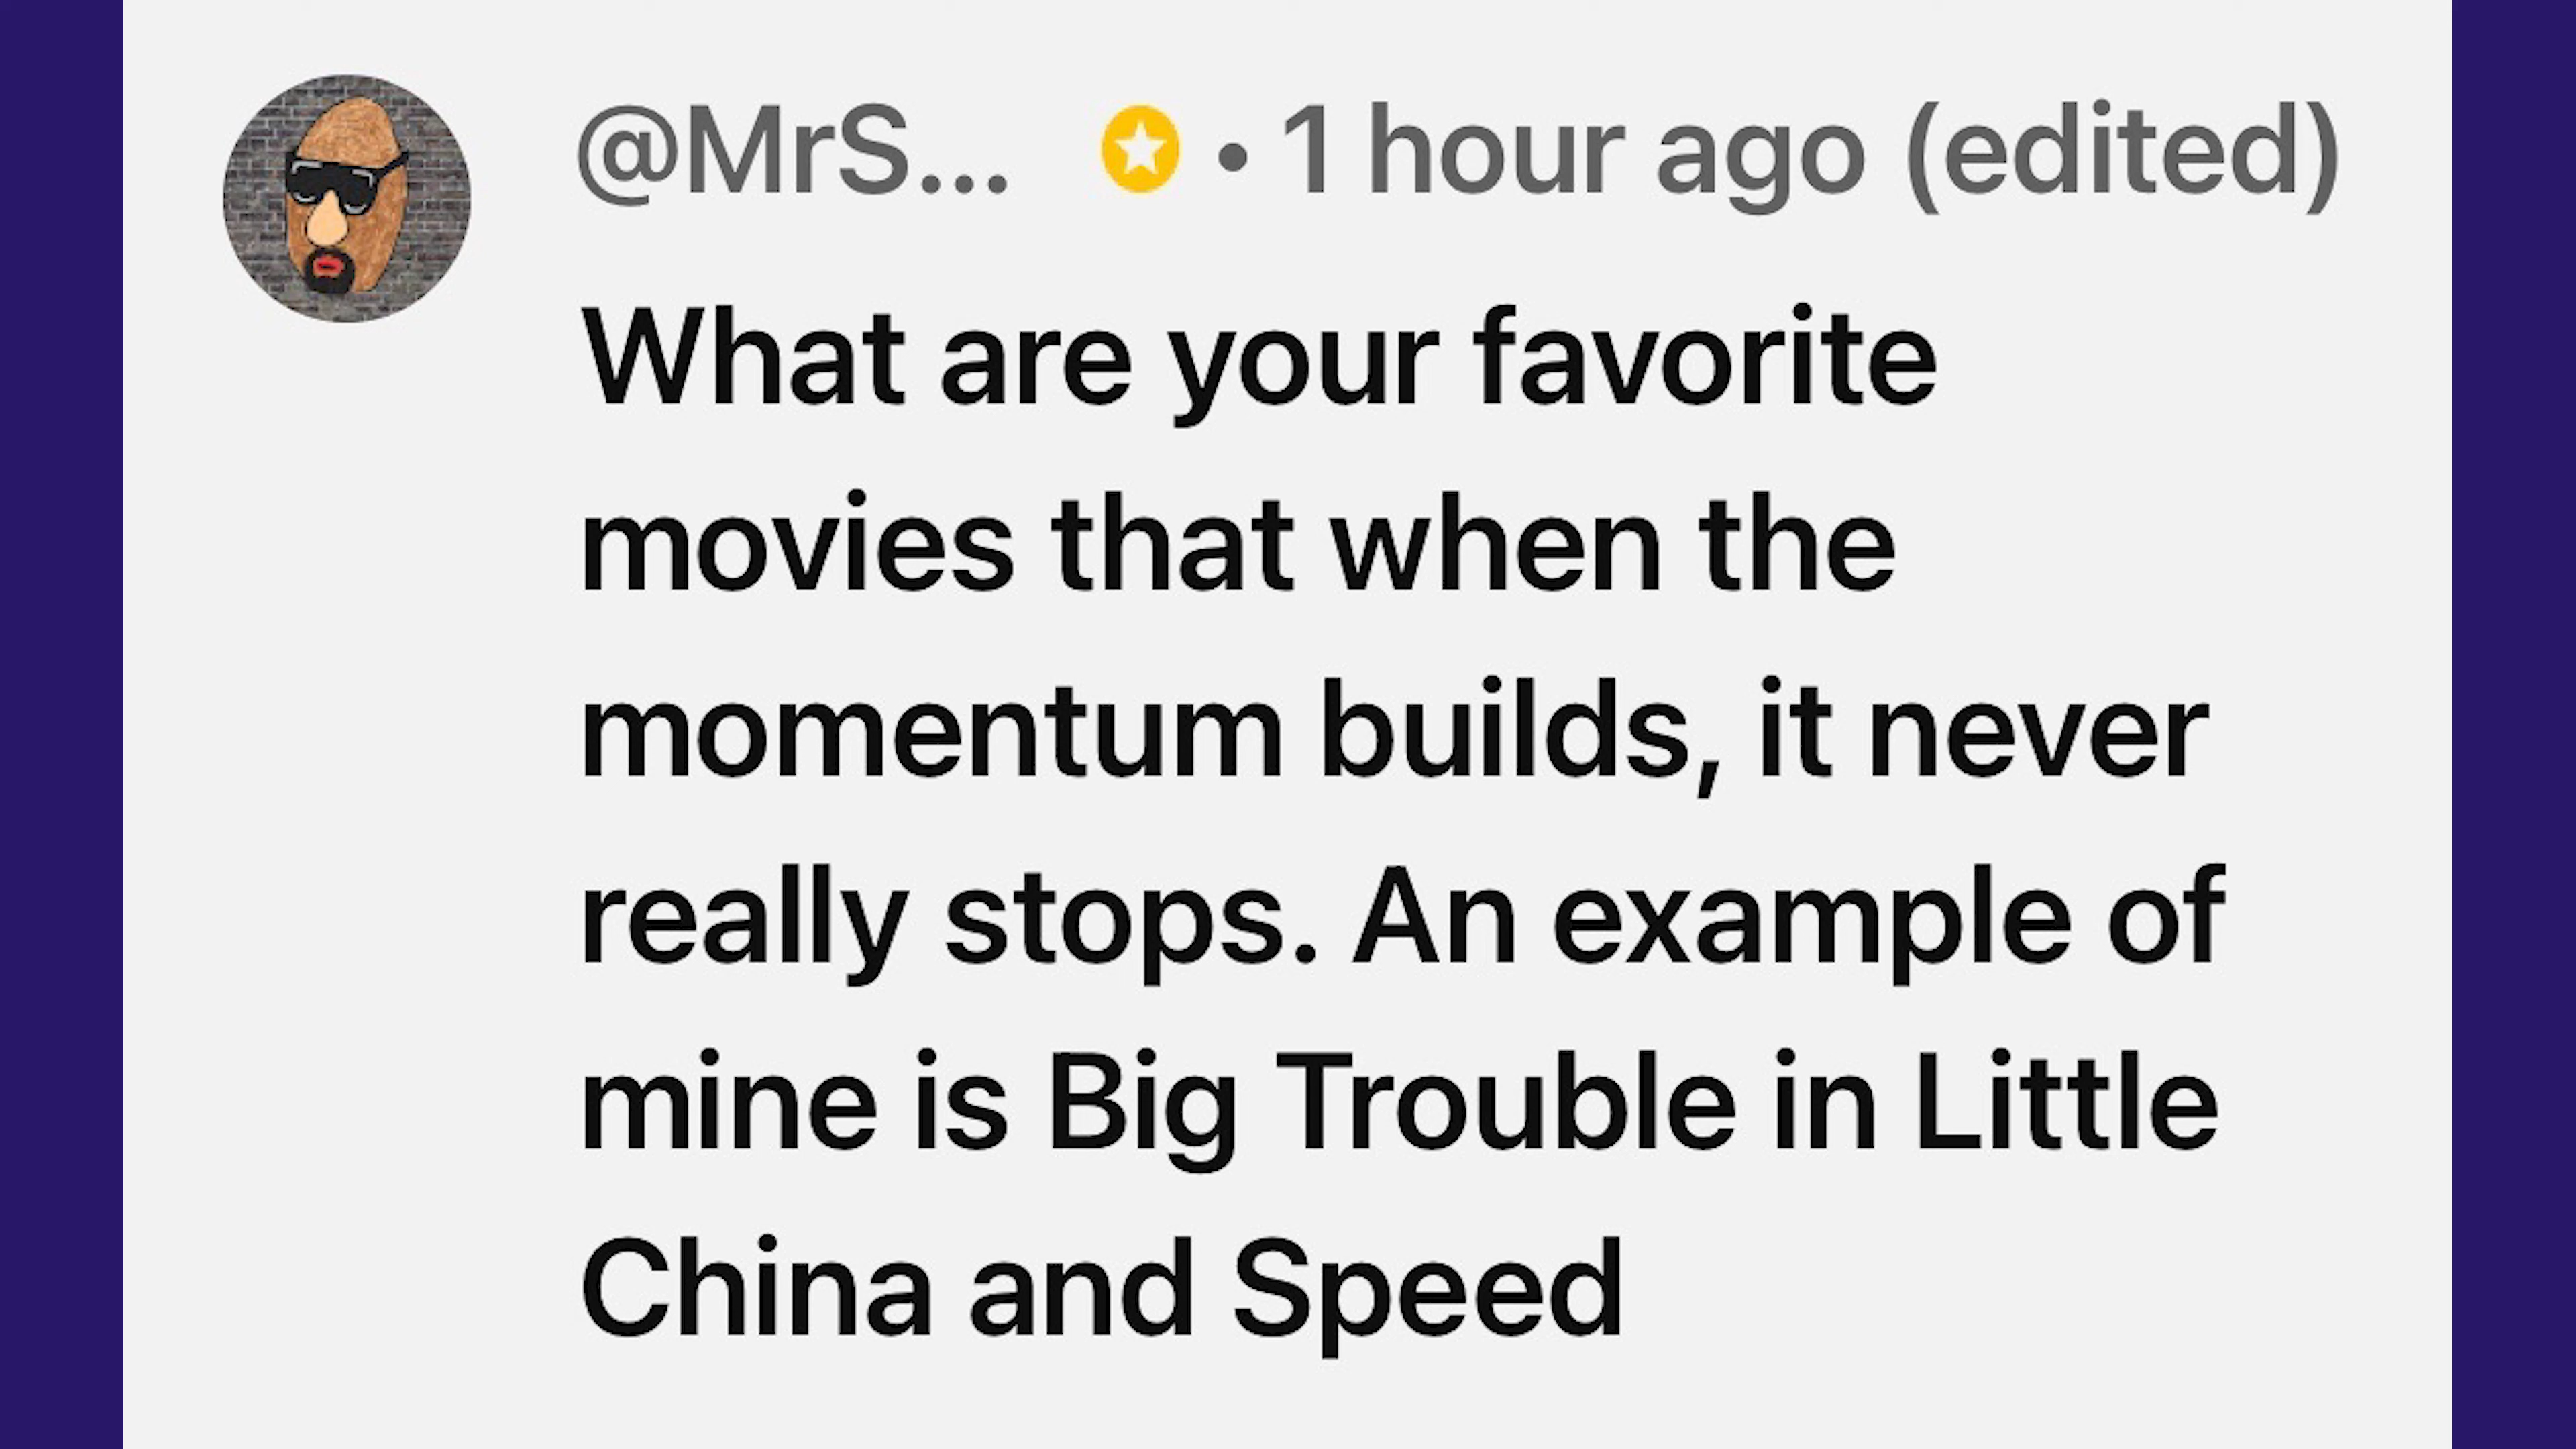 @MrS... • 1 hour ago (edited)
What are your favorite
movies that when the
momentum builds, it never
really stops. An example of
mine is Big Trouble in Little
China and Speed